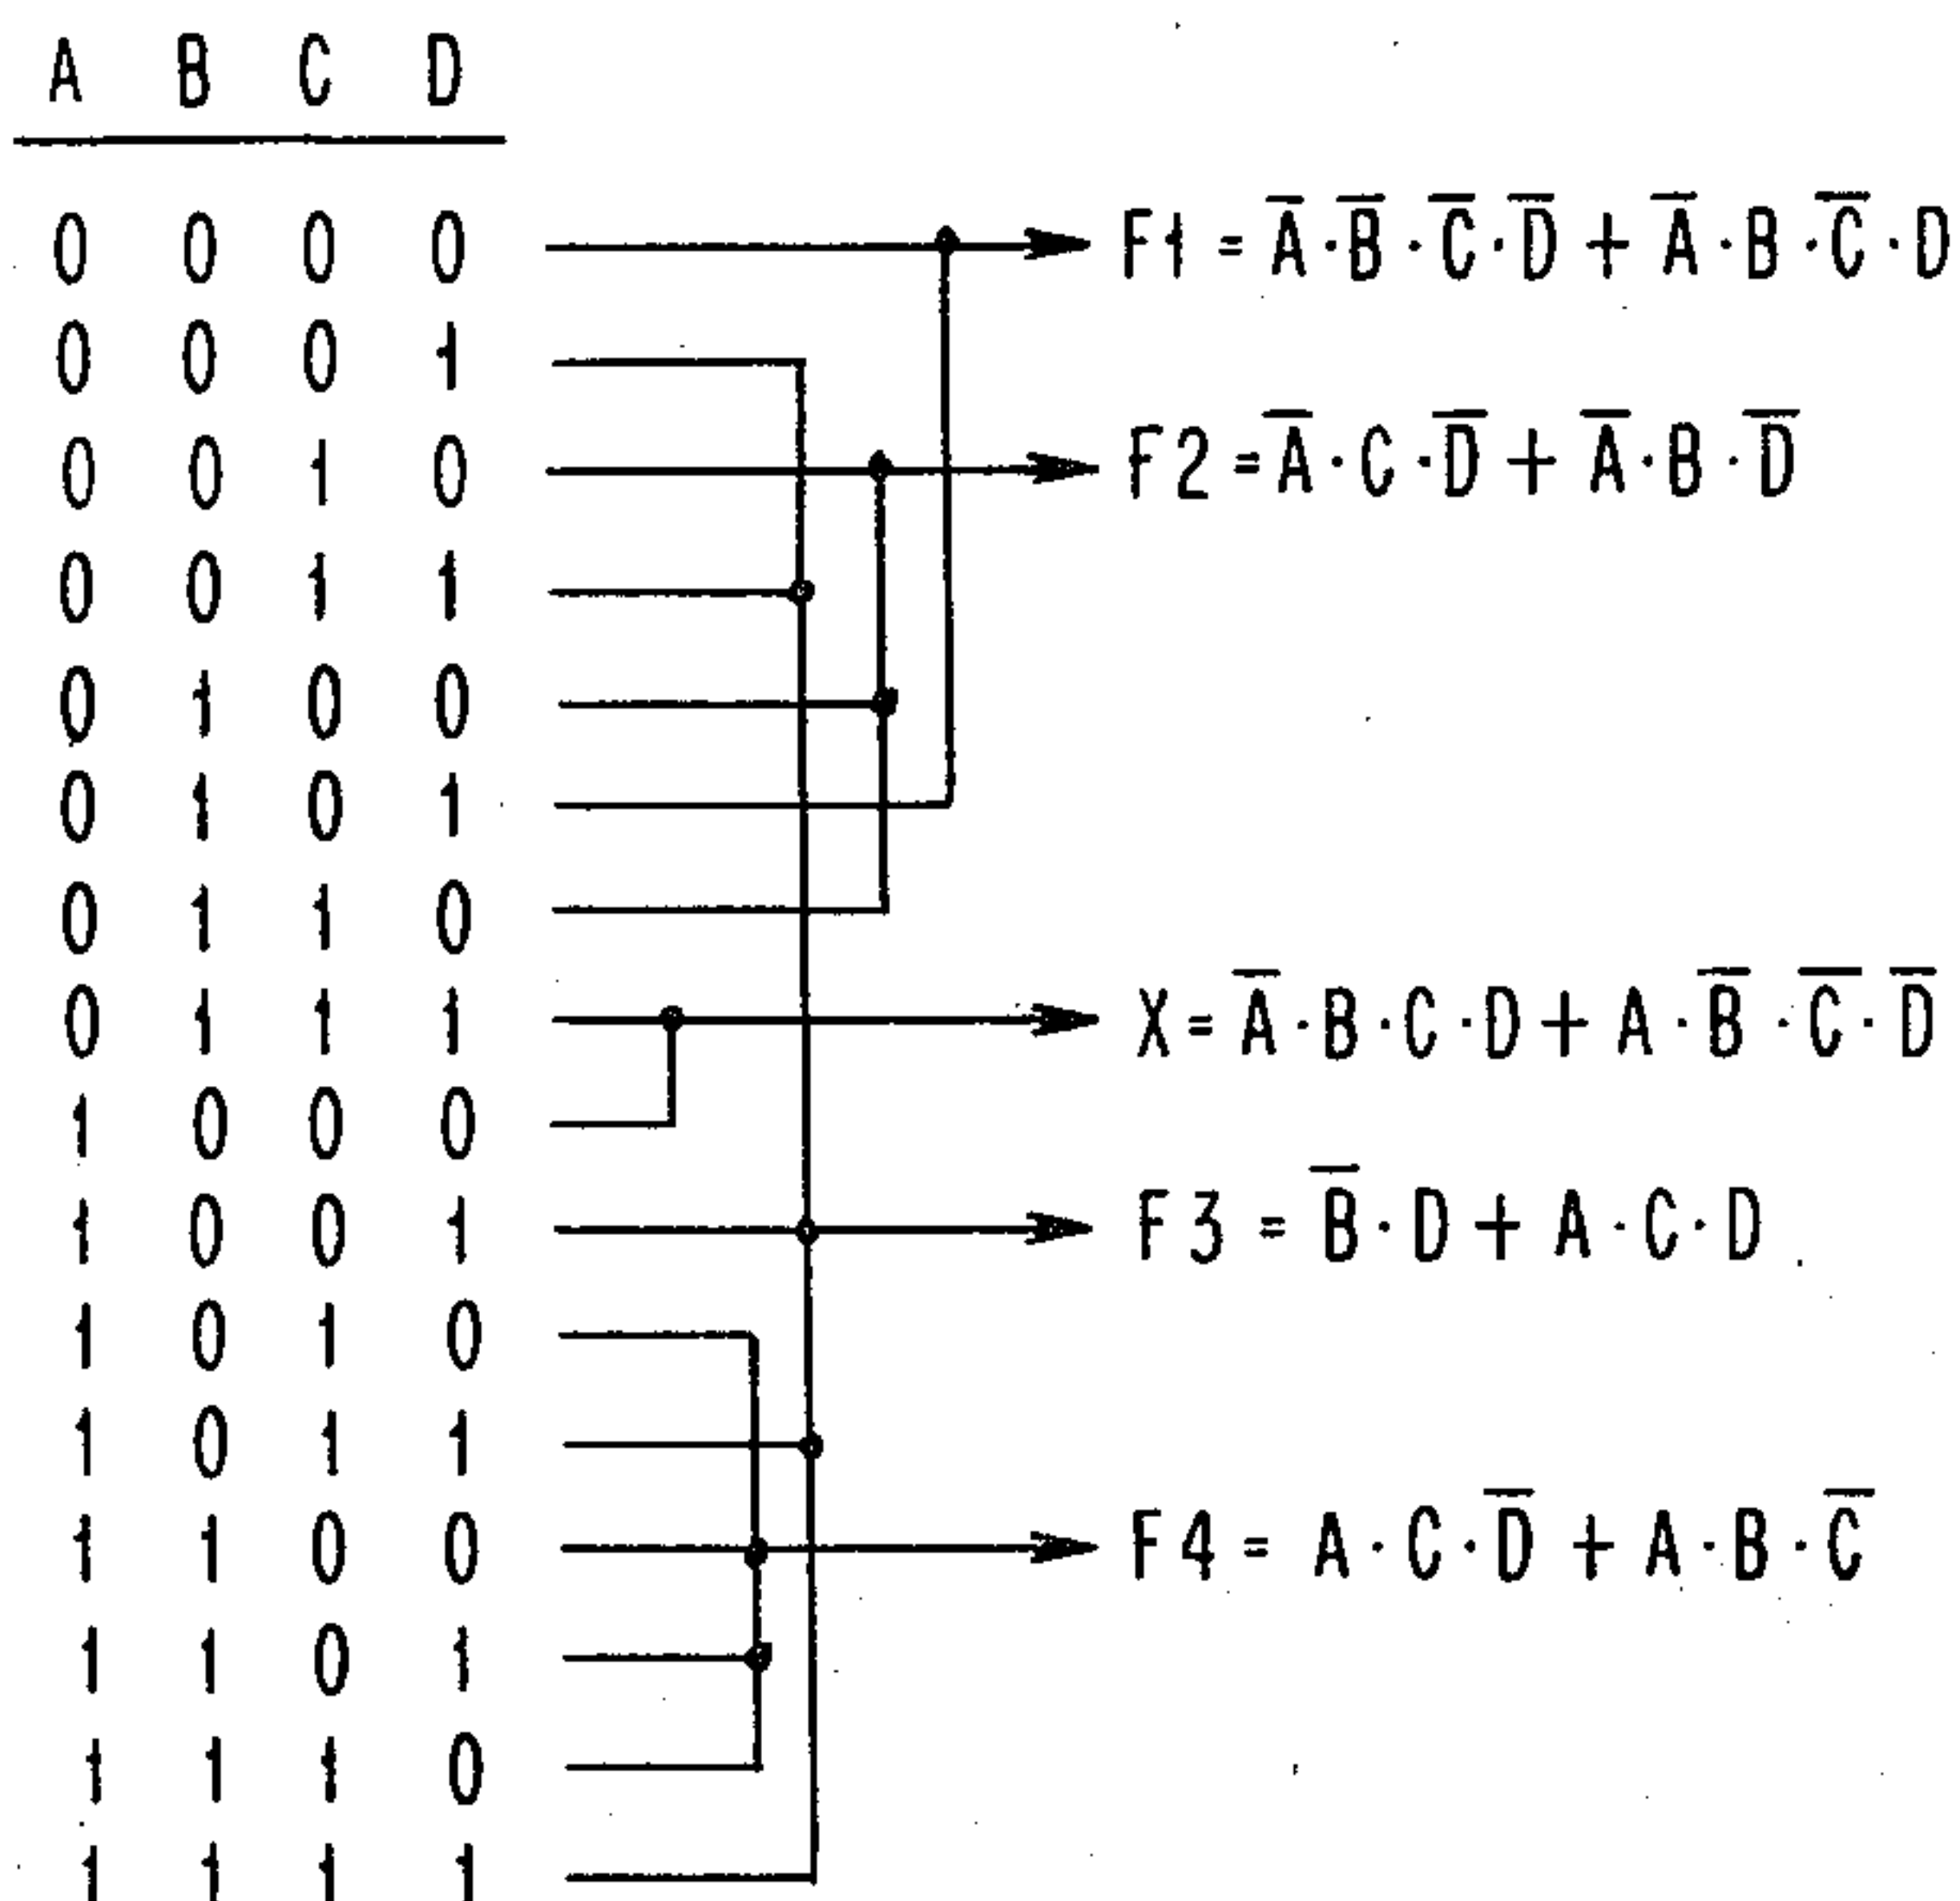 A B C D
0 0 0 0 F1 = A̅·B̅·C̅·D̅ + A̅·B·C̅·D
0 0 0 1
0 0 1 0 F2 = A̅·C·D̅ + A̅·B·D̅
0 0 1 1
0 1 0 0
0 1 0 1
0 1 1 0
0 1 1 1 X = A̅·B·C·D + A·B̅·C̅·D̅
1 0 0 0
1 0 0 1 F3 = B̅·D + A·C·D
1 0 1 0
1 0 1 1
1 1 0 0 F4 = A·C·D̅ + A·B·C̅
1 1 0 1
1 1 1 0
1 1 1 1